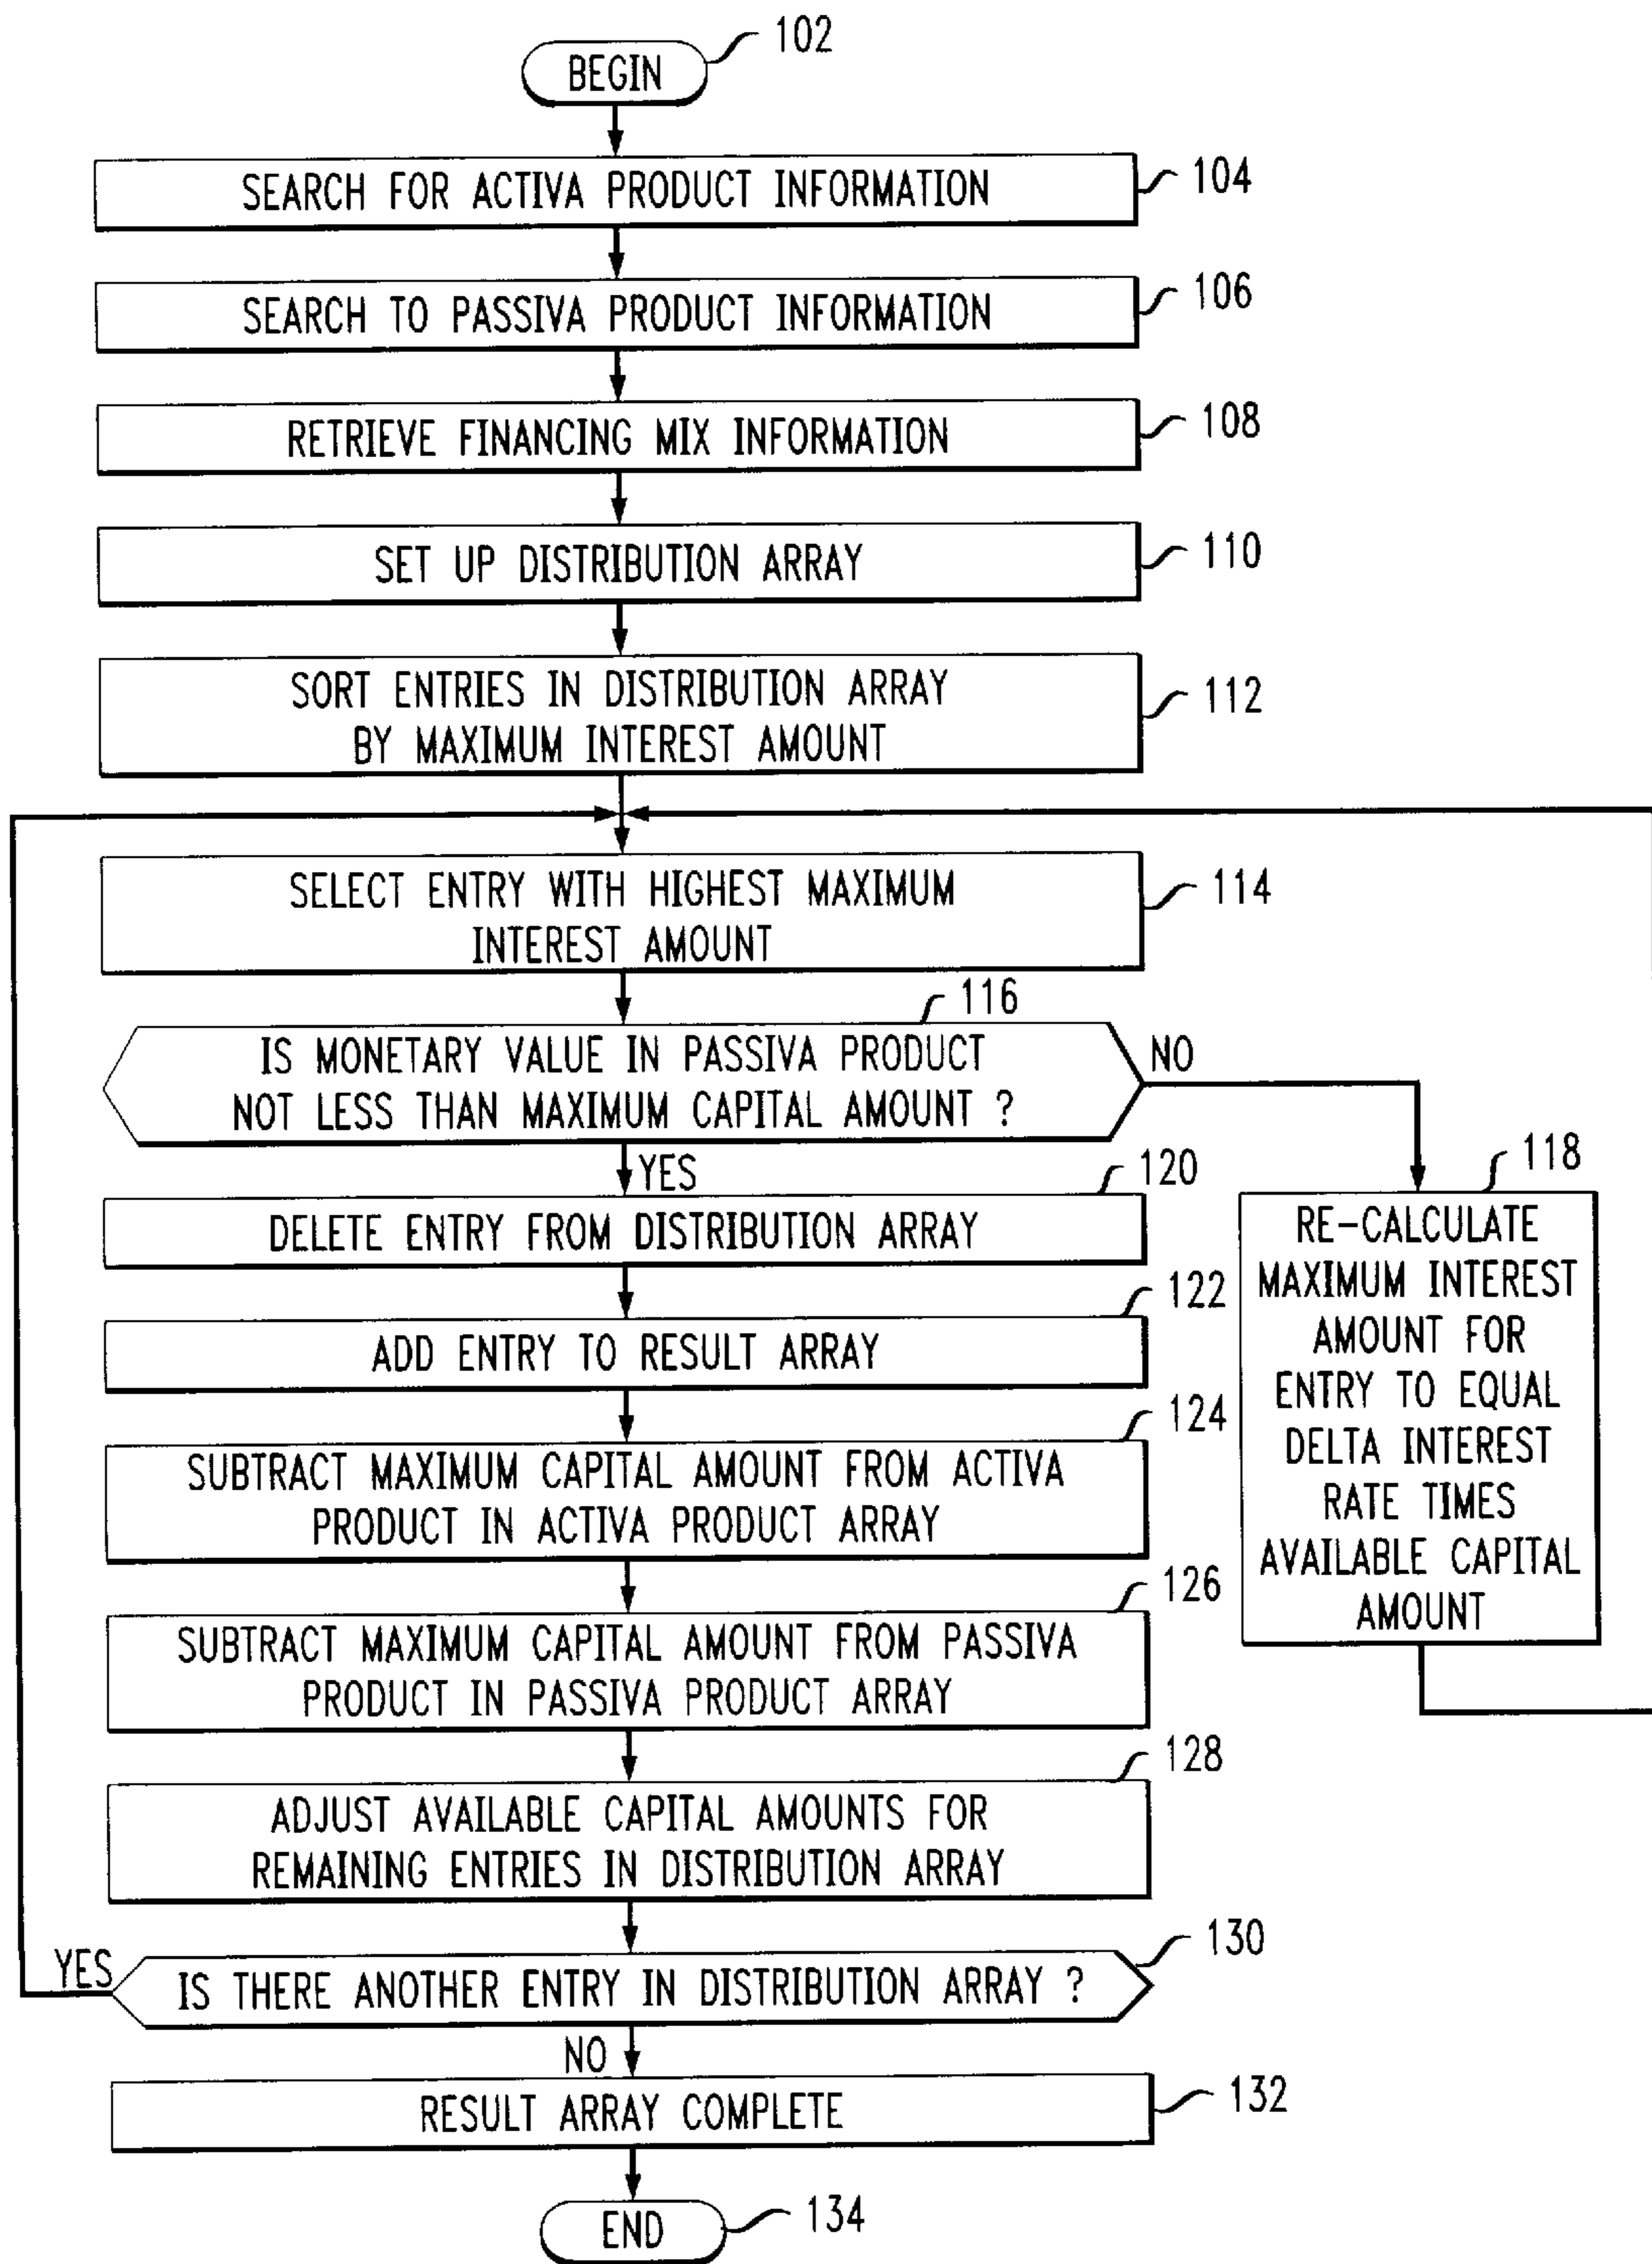 BEGIN
102
SEARCH FOR ACTIVA PRODUCT INFORMATION
104
SEARCH TO PASSIVA PRODUCT INFORMATION
106
RETRIEVE FINANCING MIX INFORMATION
108
SET UP DISTRIBUTION ARRAY
110
SORT ENTRIES IN DISTRIBUTION ARRAY
BY MAXIMUM INTEREST AMOUNT
112
SELECT ENTRY WITH HIGHEST MAXIMUM
INTEREST AMOUNT
114
116
IS MONETARY VALUE IN PASSIVA PRODUCT
NOT LESS THAN MAXIMUM CAPITAL AMOUNT ?
NO
YES
118
RE-CALCULATE
MAXIMUM INTEREST
AMOUNT FOR
ENTRY TO EQUAL
DELTA INTEREST
RATE TIMES
AVAILABLE CAPITAL
AMOUNT
120
DELETE ENTRY FROM DISTRIBUTION ARRAY
122
ADD ENTRY TO RESULT ARRAY
124
SUBTRACT MAXIMUM CAPITAL AMOUNT FROM ACTIVA
PRODUCT IN ACTIVA PRODUCT ARRAY
126
SUBTRACT MAXIMUM CAPITAL AMOUNT FROM PASSIVA
PRODUCT IN PASSIVA PRODUCT ARRAY
128
ADJUST AVAILABLE CAPITAL AMOUNTS FOR
REMAINING ENTRIES IN DISTRIBUTION ARRAY
130
YES
IS THERE ANOTHER ENTRY IN DISTRIBUTION ARRAY ?
NO
RESULT ARRAY COMPLETE
132
END
134